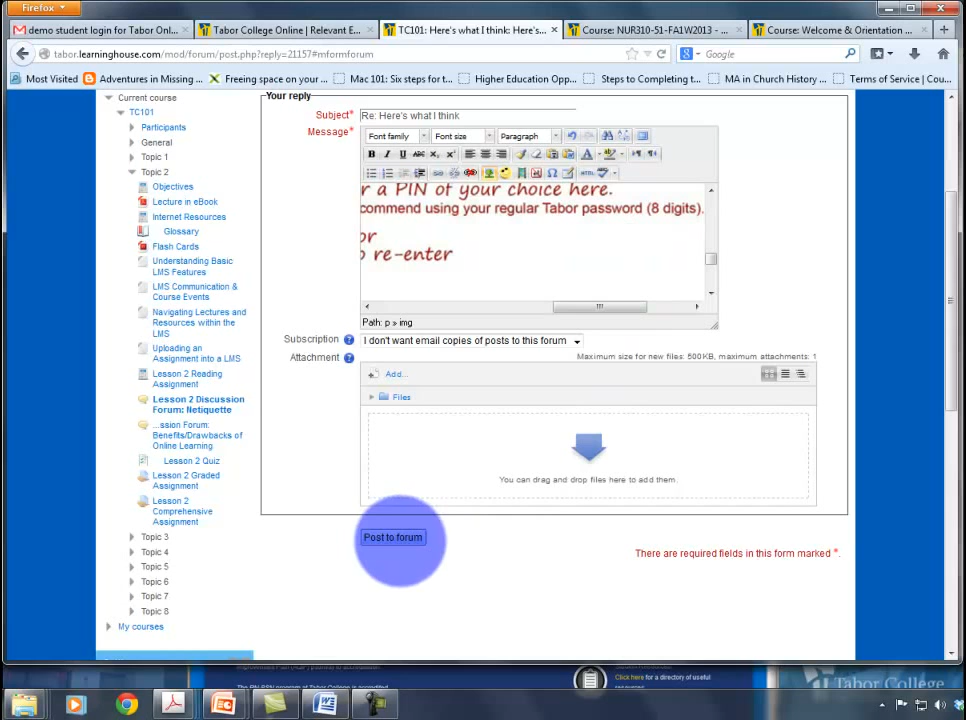 Firefox
demo student login for Tabor Onl...
Tabor College Online | Relevant E...
TC101: Here's what I think: Here's...
Course: NUR310-51-FA1W2013 - ...
Course: Welcome & Orientation ...
tabor.learninghouse.com/mod/forum/post.php?reply=21157#mformforum
Google
Most Visited
Adventures in Missing ...
Freeing space on your ...
Mac 101: Six steps for t...
Higher Education Opp...
Steps to Completing t...
MA in Church History ...
Terms of Service | Cou...
Current course
TC101
Participants
General
Topic 1
Topic 2
Objectives
Lecture in eBook
Internet Resources
Glossary
Flash Cards
Understanding Basic
LMS Features
LMS Communication &
Course Events
Navigating Lectures and
Resources within the
LMS
Uploading an
Assignment into a LMS
Lesson 2 Reading
Assignment
Lesson 2 Discussion
Forum: Netiquette
...ssion Forum:
Benefits/Drawbacks of
Online Learning
Lesson 2 Quiz
Lesson 2 Graded
Assignment
Lesson 2
Comprehensive
Assignment
Topic 3
Topic 4
Topic 5
Topic 6
Topic 7
Topic 8
My courses
Your reply
Subject*
Re: Here's what I think
Message*
Font family
Font size
Paragraph
r a PIN of your choice here.
commend using your regular Tabor password (8 digits).
or
o re-enter
Path: p » img
Subscription
I don't want email copies of posts to this forum
Attachment
Maximum size for new files: 500KB, maximum attachments: 1
Add...
Files
You can drag and drop files here to add them.
Post to forum
There are required fields in this form marked *.
Click here for a directory of useful
Tabor College